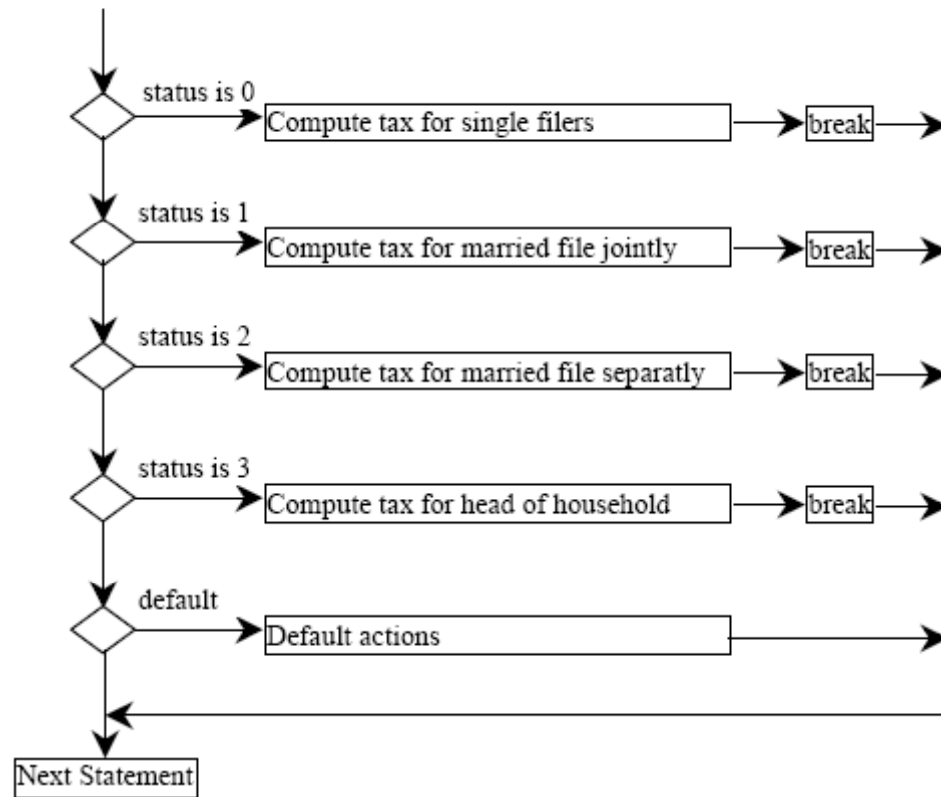 status is 0
Compute tax for single filers
break
status is 1
Compute tax for married file jointly
break
status is 2
Compute tax for married file separatly
break
status is 3
Compute tax for head of household
break
default
Default actions
Next Statement